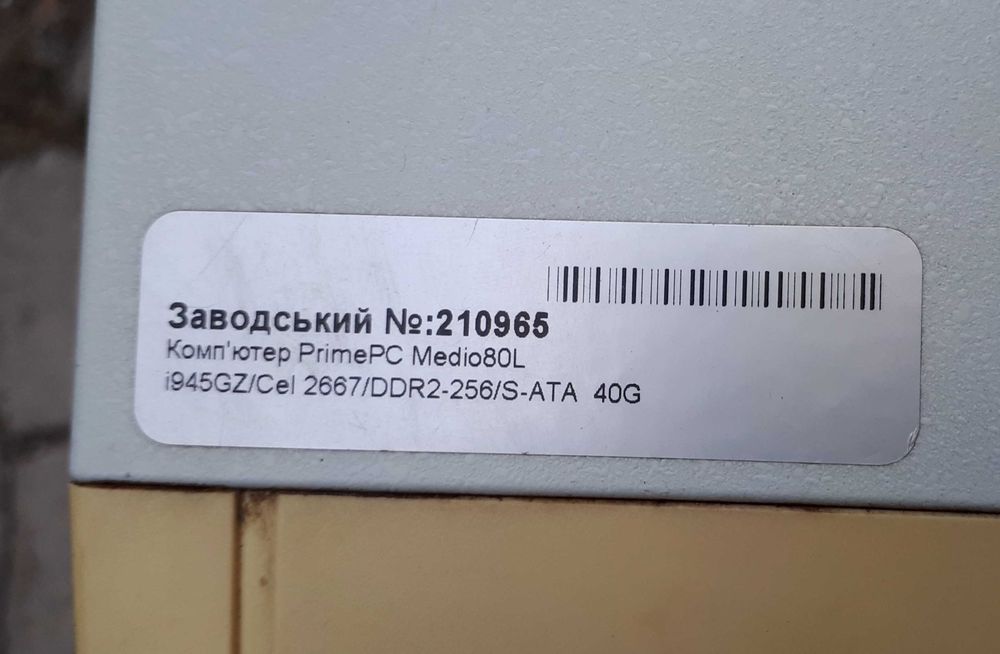 Заводський №:210965
Комп'ютер PrimePC Medio80L
i945GZ/Cel 2667/DDR2-256/S-ATA 40G